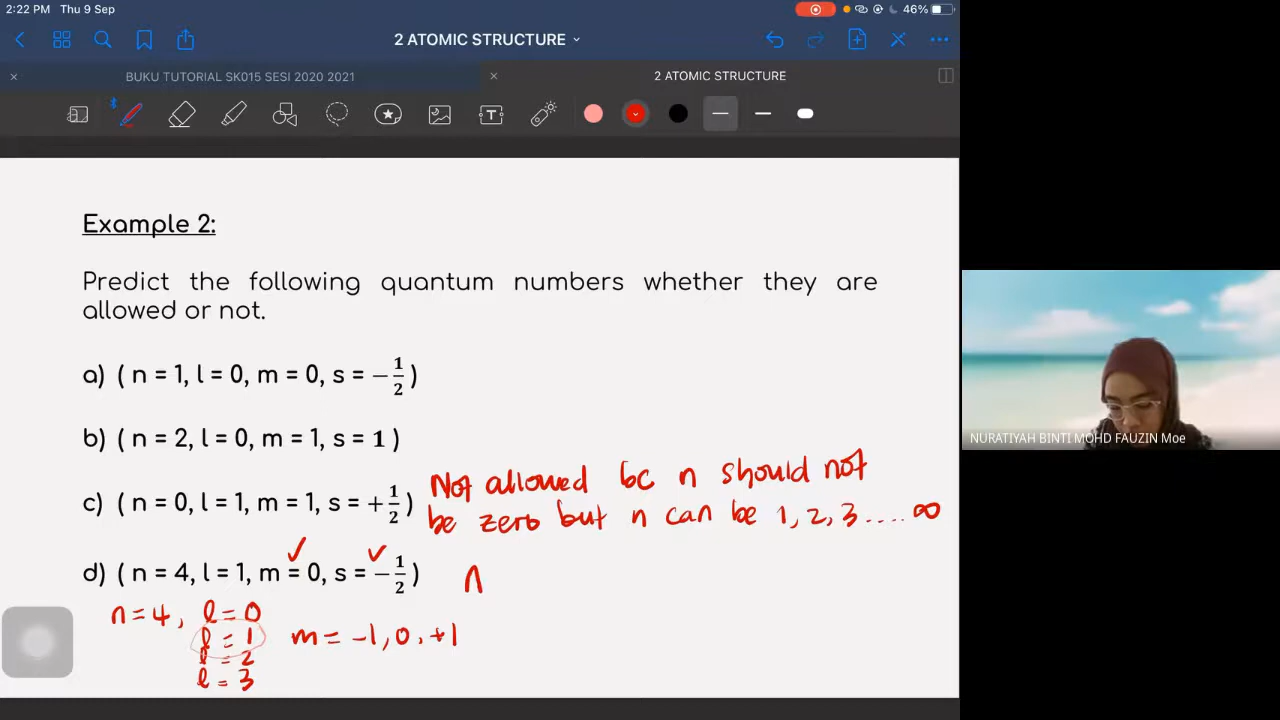 2:22 PM Thu 9 Sep
46%
2 ATOMIC STRUCTURE
BUKU TUTORIAL SK015 SESI 2020 2021
2 ATOMIC STRUCTURE
Example 2:
Predict the following quantum numbers whether they are
allowed or not.
a) ( n = 1, l = 0, m = 0, s = −1/2 )
b) ( n = 2, l = 0, m = 1, s = 1 )
Not allowed bc n should not
c) ( n = 0, l = 1, m = 1, s = +1/2 )
be zero but n can be 1, 2, 3 .... ∞
✓ ✓
d) ( n = 4, l = 1, m = 0, s = −1/2 )
n = 4, l = 0
l = 1 m = -1, 0, +1
l = 2
l = 3
NURATIYAH BINTI MOHD FAUZIN Moe